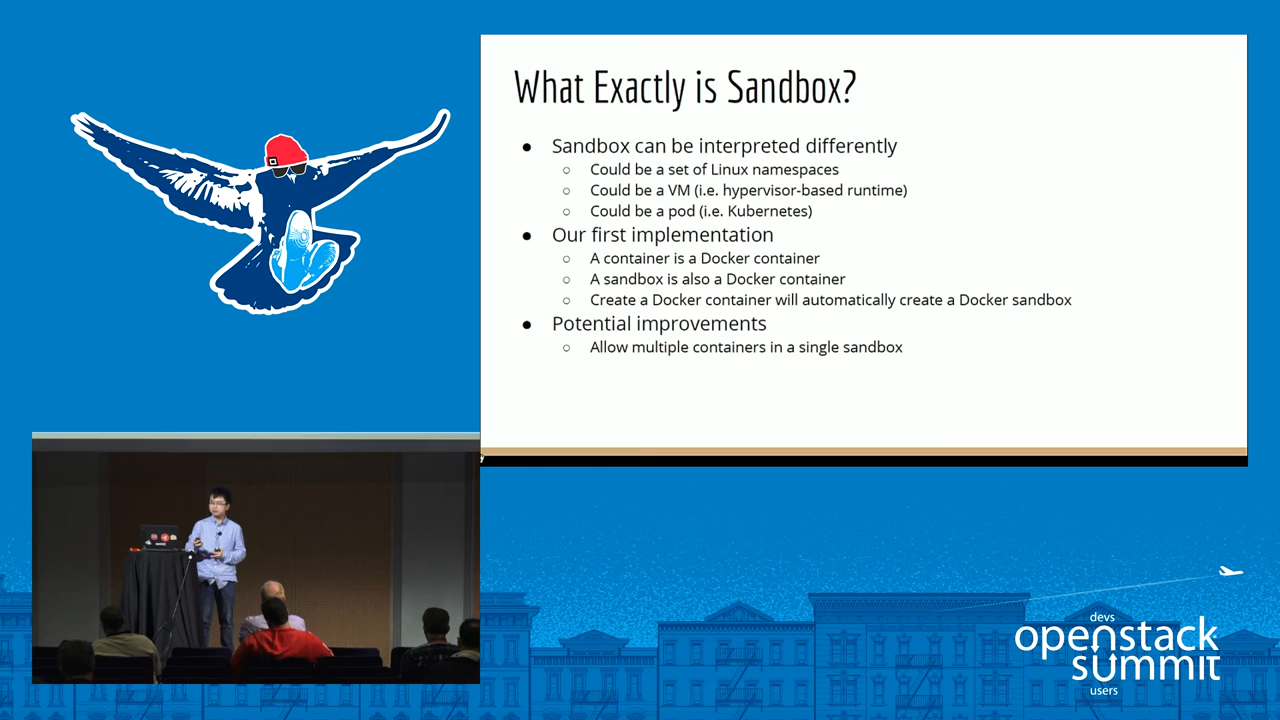 What Exactly is Sandbox?
● Sandbox can be interpreted differently
○ Could be a set of Linux namespaces
○ Could be a VM (i.e. hypervisor-based runtime)
○ Could be a pod (i.e. Kubernetes)
● Our first implementation
○ A container is a Docker container
○ A sandbox is also a Docker container
○ Create a Docker container will automatically create a Docker sandbox
● Potential improvements
○ Allow multiple containers in a single sandbox
devs
openstack
summit
users